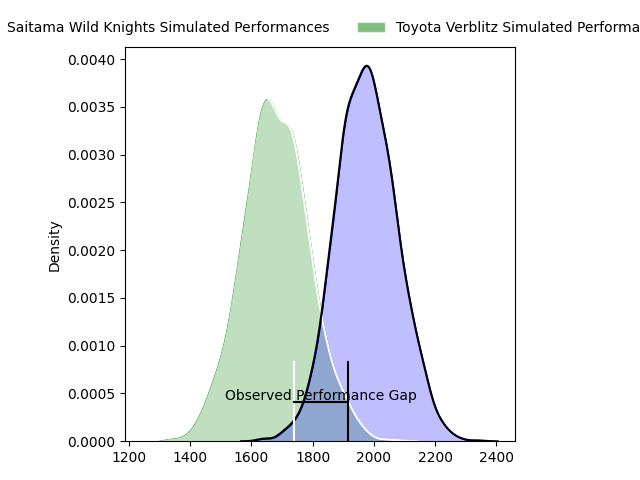 Saitama Wild Knights Simulated Performances Toyota Verblitz Simulated Performa
0.0040
0.0035
0.0030
0.0025
0.0020
0.0015
0.0010
0.0005
0.0000
Density
Observed Performance Gap
1200 1400 1600 1800 2000 2200 2400